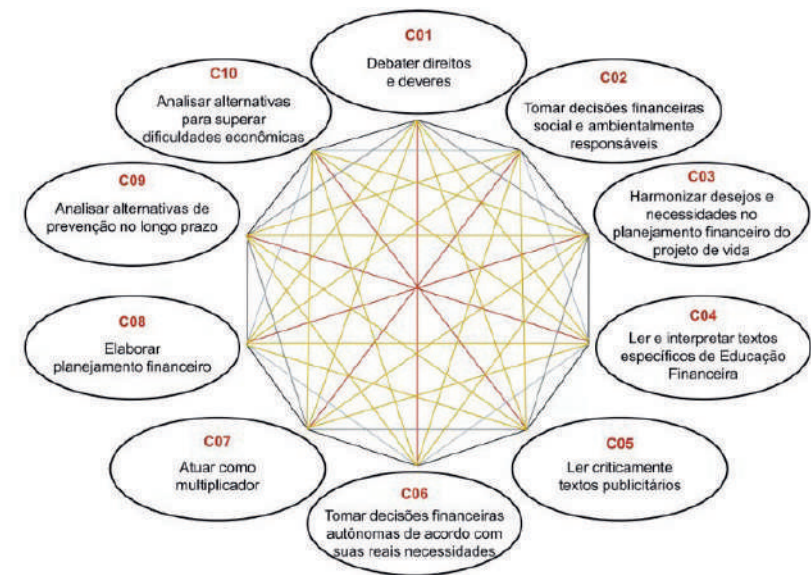 C01
Debater direitos
e deveres
C02
Tomar decisões financeiras
social e ambientalmente
responsáveis
C03
Harmonizar desejos e
necessidades no
planejamento financeiro do
projeto de vida
C04
Ler e interpretar textos
específicos de Educação
Financeira
C05
Ler criticamente
textos publicitários
C06
Tomar decisões financeiras
autônomas de acordo com
suas reais necessidades
C07
Atuar como
multiplicador
C08
Elaborar
planejamento financeiro
C09
Analisar alternativas de
prevenção no longo prazo
C10
Analisar alternativas
para superar
dificuldades econômicas